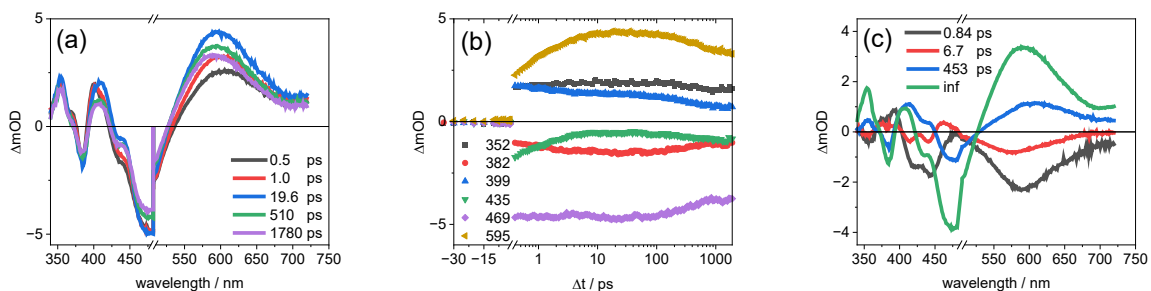 (a)
ΔmOD
5
0
−5
0.5 ps
1.0 ps
19.6 ps
510 ps
1780 ps
350 400 450 500 550 600 650 700 750
wavelength / nm
(b)
ΔmOD
5
0
−5
352
382
399
435
469
595
−30 −15 1 10 100 1000
Δt / ps
(c)
ΔmOD
4
2
0
−2
−4
0.84 ps
6.7 ps
453 ps
inf
350 400 450 500 550 600 650 700 750
wavelength / nm